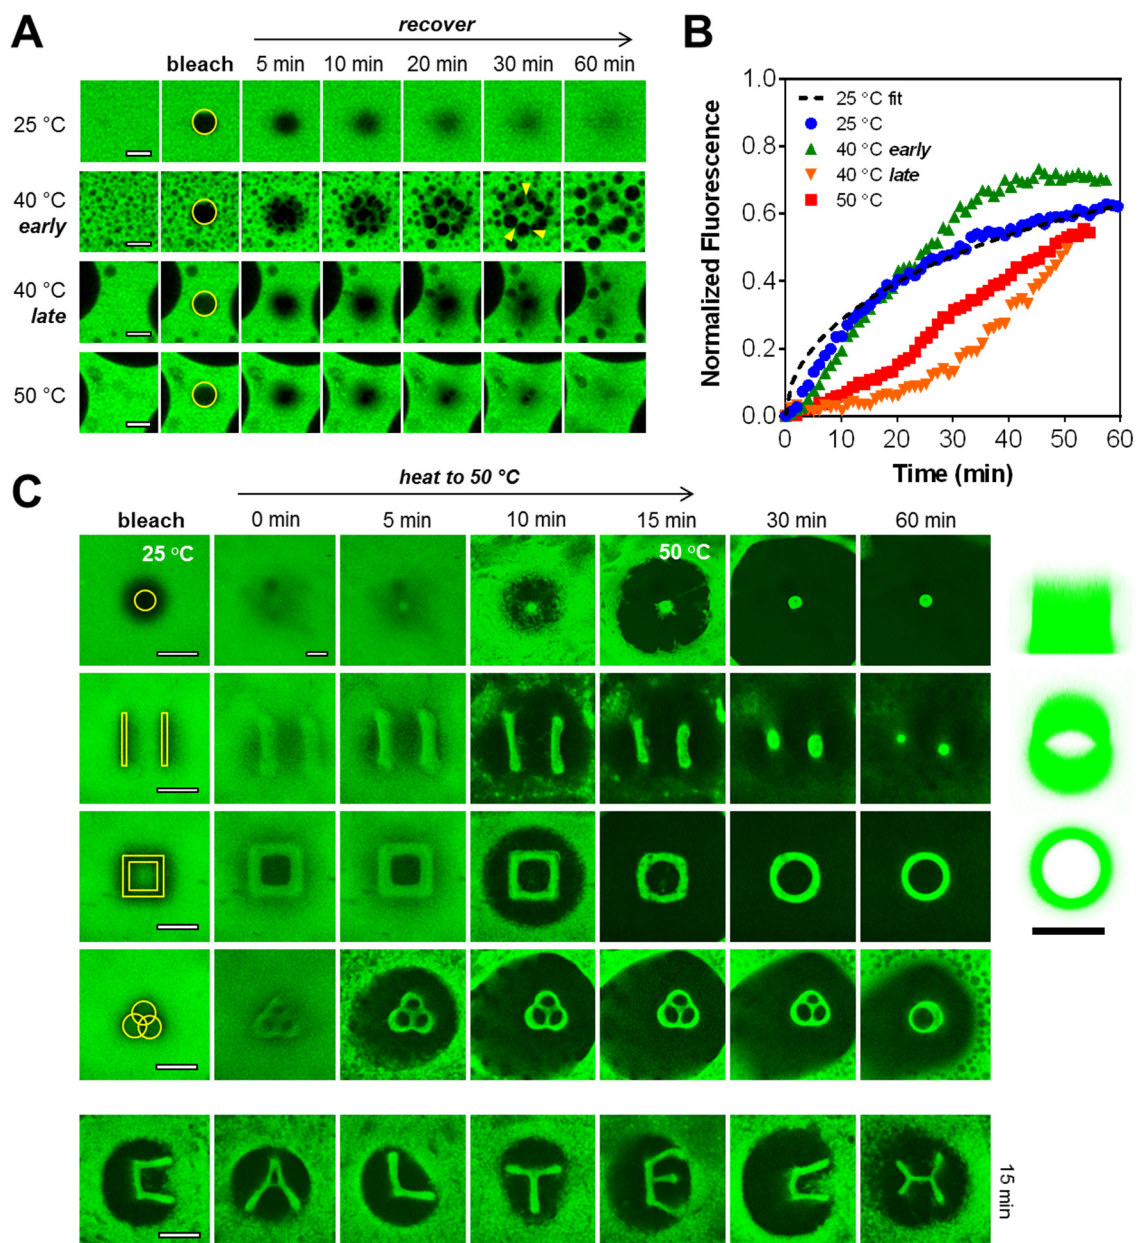 A
recover
bleach 5 min 10 min 20 min 30 min 60 min
25 °C
40 °C
early
40 °C
late
50 °C
B
Normalized Fluorescence
1.0
0.8
0.6
0.4
0.2
0.0
25 °C fit
25 °C
40 °C early
40 °C late
50 °C
0 10 20 30 40 50 60
Time (min)
C
heat to 50 °C
bleach 0 min 5 min 10 min 15 min 30 min 60 min
25 °C
50 °C
15 min